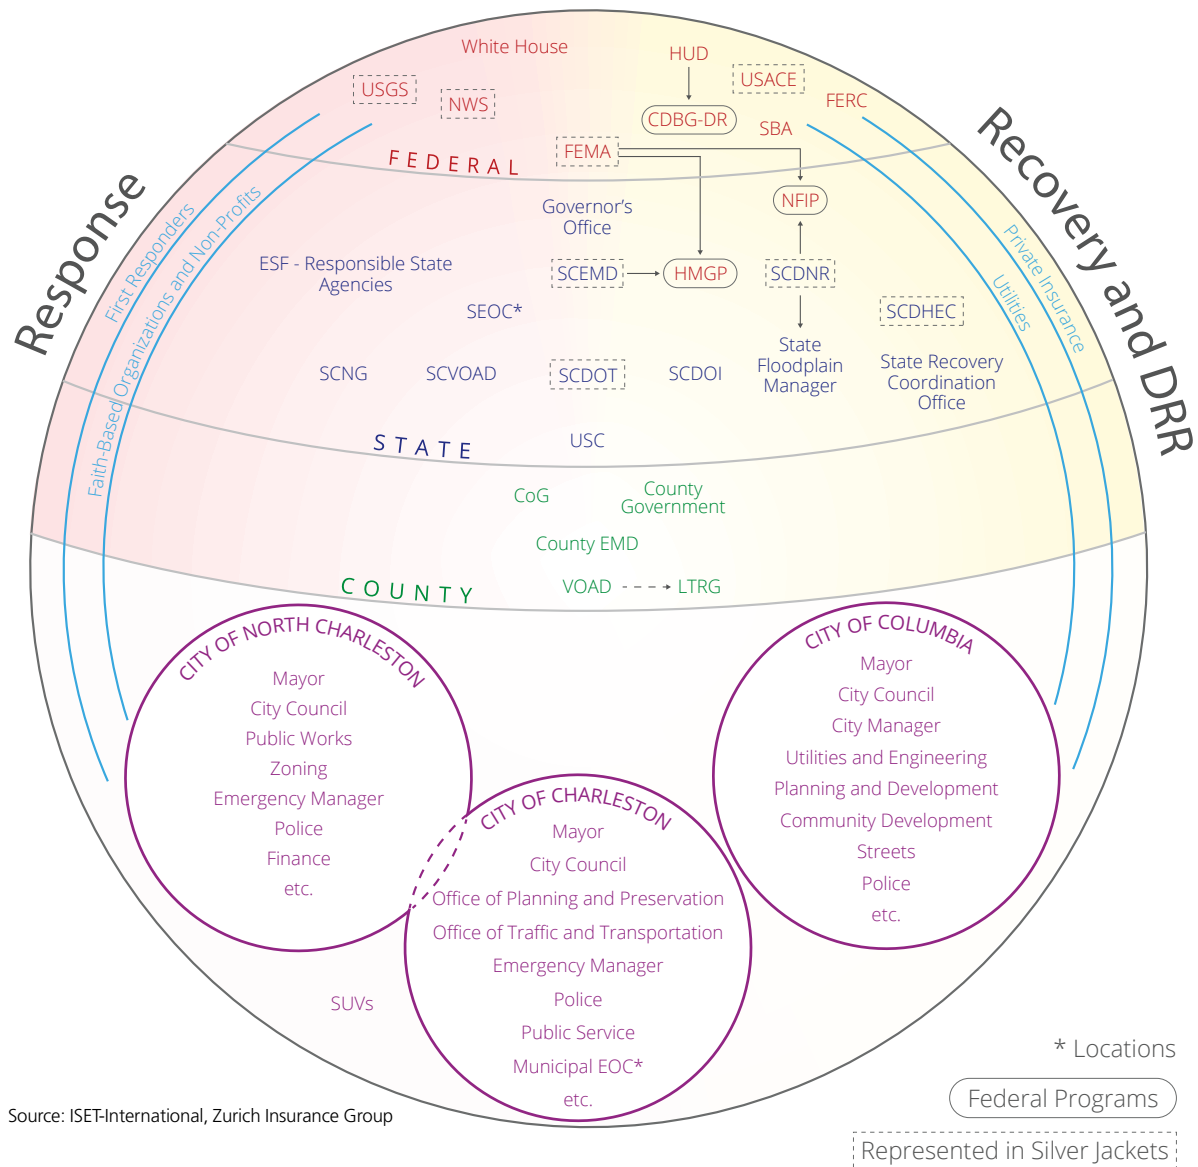 White House
HUD
USGS
NWS
USACE
FERC
CDBG-DR
SBA
FEMA
FEDERAL
Response
Recovery and DRR
First Responders
Faith-Based Organizations and Non-Profits
Private Insurance
Utilities
NFIP
Governor's
Office
ESF - Responsible State
Agencies
SCEMD
HMGP
SCDNR
SEOC*
SCDHEC
State
Floodplain
Manager
SCNG
SCVOAD
SCDOT
SCDOI
State Recovery
Coordination
Office
STATE
USC
CoG
County
Government
County EMD
COUNTY
VOAD
LTRG
CITY OF NORTH CHARLESTON
Mayor
City Council
Public Works
Zoning
Emergency Manager
Police
Finance
etc.
CITY OF CHARLESTON
Mayor
City Council
Office of Planning and Preservation
Office of Traffic and Transportation
Emergency Manager
Police
Public Service
Municipal EOC*
etc.
CITY OF COLUMBIA
Mayor
City Council
City Manager
Utilities and Engineering
Planning and Development
Community Development
Streets
Police
etc.
SUVs
* Locations
Federal Programs
Represented in Silver Jackets
Source: ISET-International, Zurich Insurance Group